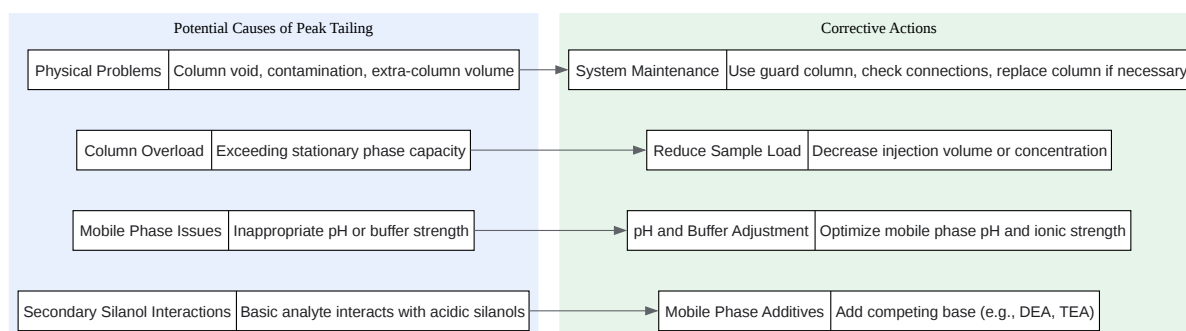 Potential Causes of Peak Tailing
Corrective Actions
Physical Problems Column void, contamination, extra-column volume
System Maintenance Use guard column, check connections, replace column if necessary
Column Overload Exceeding stationary phase capacity
Reduce Sample Load Decrease injection volume or concentration
Mobile Phase Issues Inappropriate pH or buffer strength
pH and Buffer Adjustment Optimize mobile phase pH and ionic strength
Secondary Silanol Interactions Basic analyte interacts with acidic silanols
Mobile Phase Additives Add competing base (e.g., DEA, TEA)